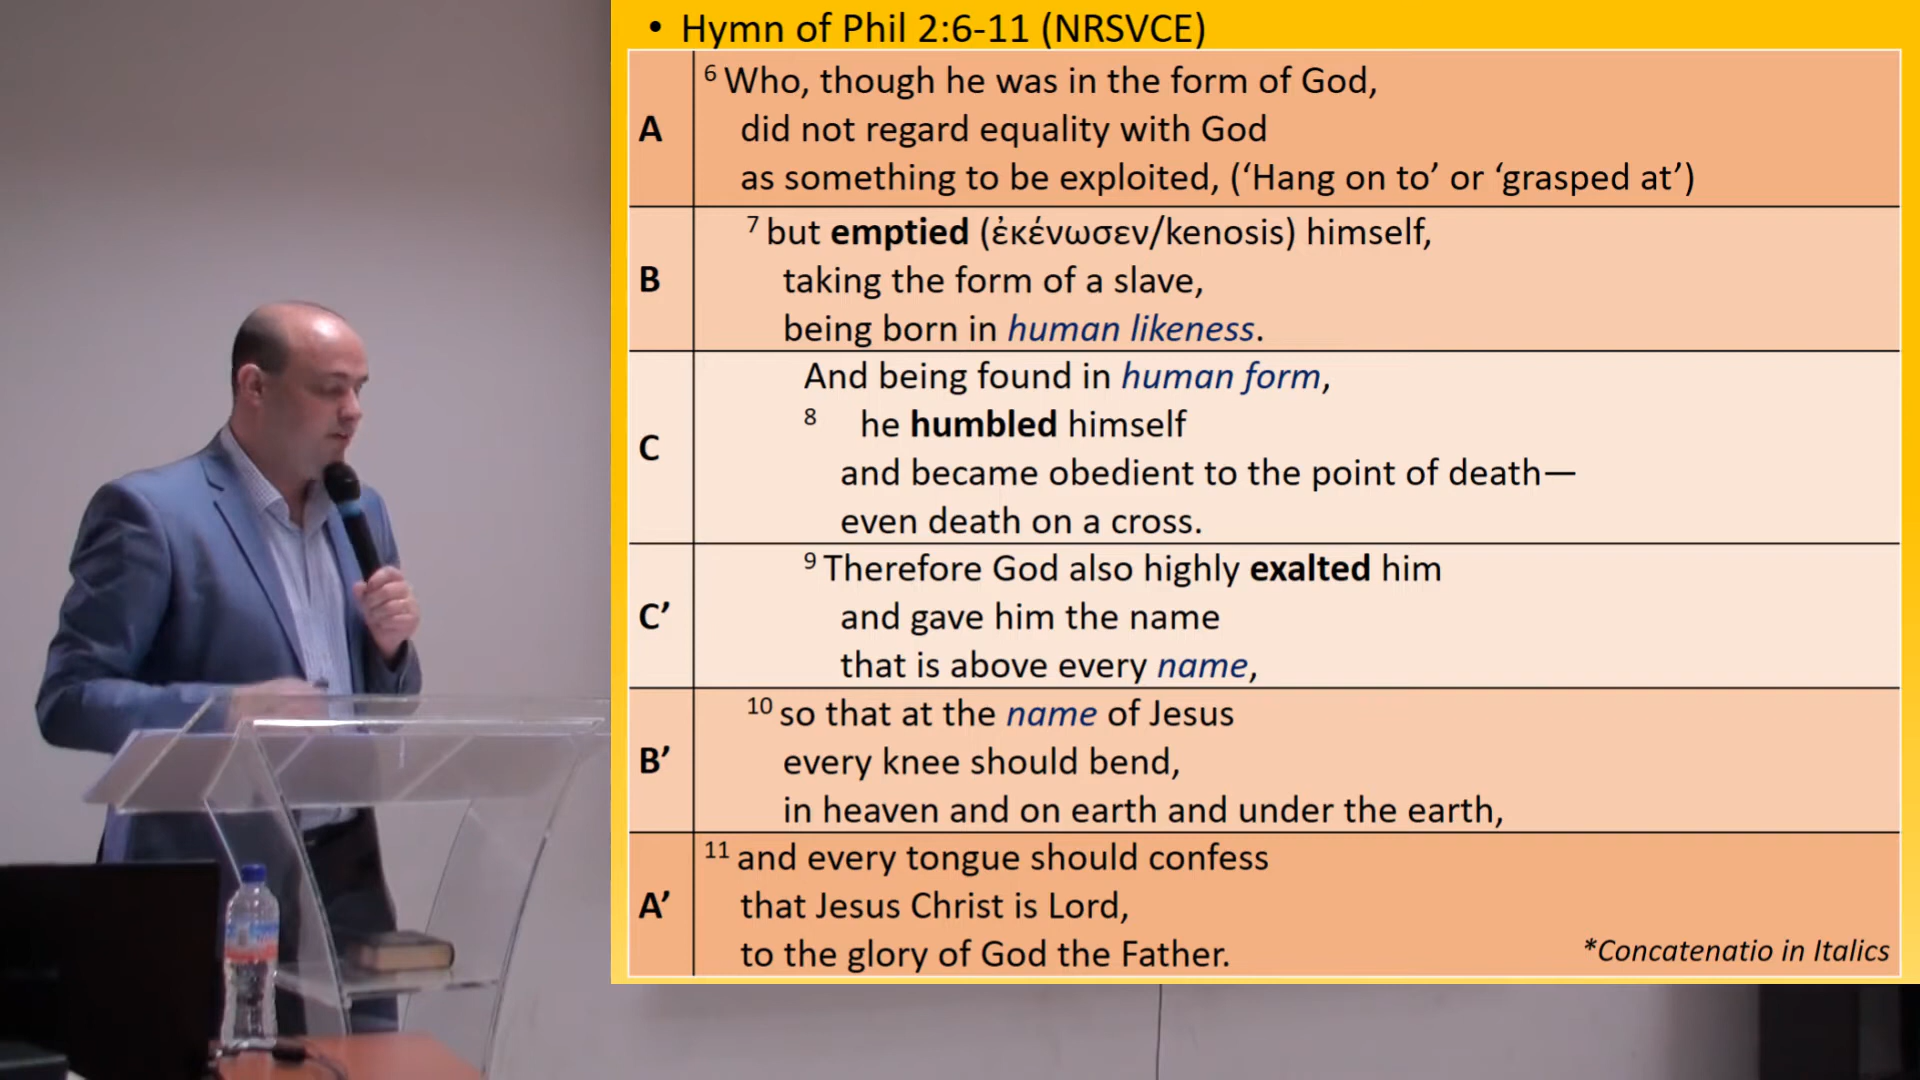 • Hymn of Phil 2:6-11 (NRSVCE)
A
6 Who, though he was in the form of God,
did not regard equality with God
as something to be exploited, (‘Hang on to’ or ‘grasped at’)
B
7 but emptied (ἐκένωσεν/kenosis) himself,
taking the form of a slave,
being born in human likeness.
C
And being found in human form,
8 he humbled himself
and became obedient to the point of death—
even death on a cross.
C’
9 Therefore God also highly exalted him
and gave him the name
that is above every name,
B’
10 so that at the name of Jesus
every knee should bend,
in heaven and on earth and under the earth,
A’
11 and every tongue should confess
that Jesus Christ is Lord,
to the glory of God the Father.
*Concatenatio in Italics